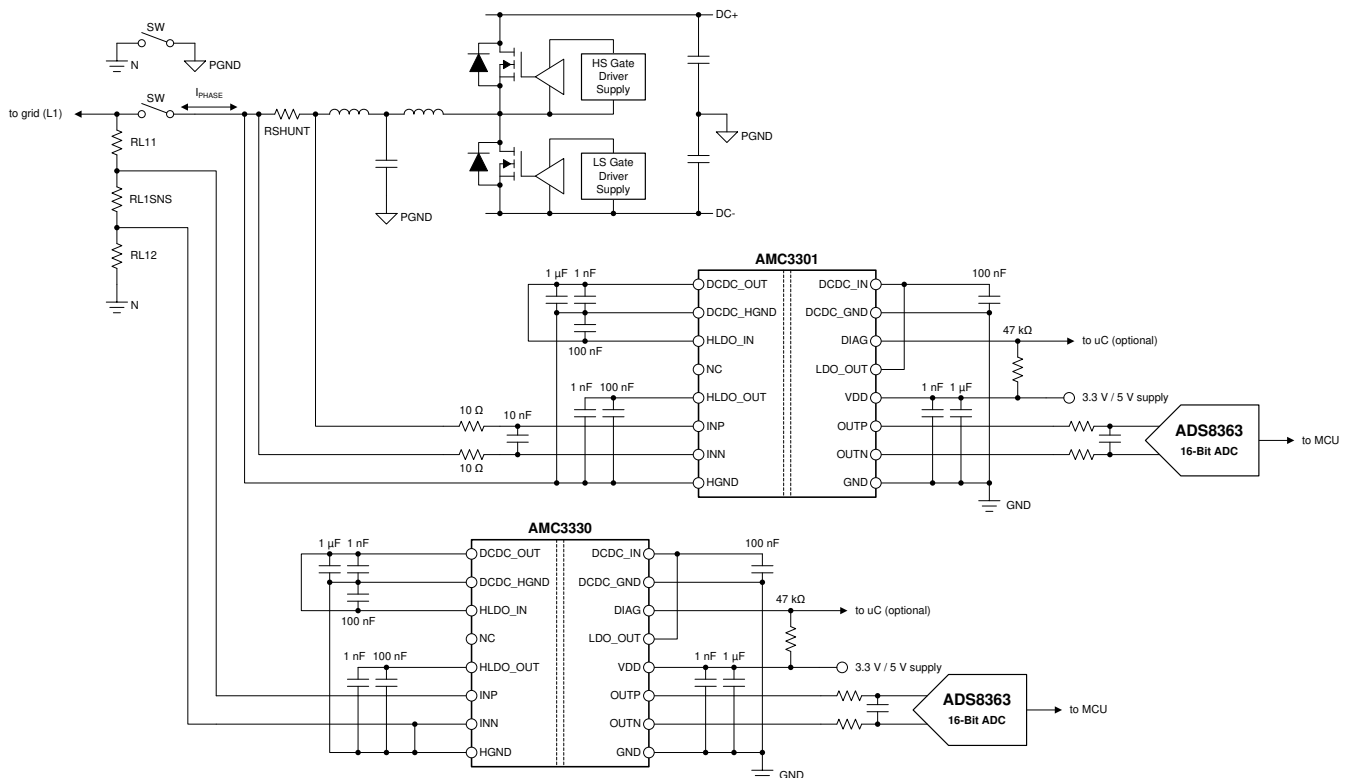 SW
N
PGND
to grid (L1)
SW
IPHASE
RSHUNT
DC+
HS Gate
Driver
Supply
PGND
LS Gate
Driver
Supply
DC-
PGND
RL11
RL1SNS
RL12
N
AMC3301
1 µF 1 nF
100 nF
DCDC_OUT
DCDC_HGND
HLDO_IN
NC
HLDO_OUT
INP
INN
HGND
1 nF 100 nF
10 Ω
10 nF
10 Ω
DCDC_IN
DCDC_GND
DIAG
LDO_OUT
VDD
OUTP
OUTN
GND
100 nF
47 kΩ
to uC (optional)
1 nF 1 µF
3.3 V / 5 V supply
ADS8363
16-Bit ADC
to MCU
GND
AMC3330
1 µF 1 nF
100 nF
DCDC_OUT
DCDC_HGND
HLDO_IN
NC
HLDO_OUT
INP
INN
HGND
1 nF 100 nF
DCDC_IN
DCDC_GND
DIAG
LDO_OUT
VDD
OUTP
OUTN
GND
100 nF
47 kΩ
to uC (optional)
1 nF 1 µF
3.3 V / 5 V supply
ADS8363
16-Bit ADC
to MCU
GND